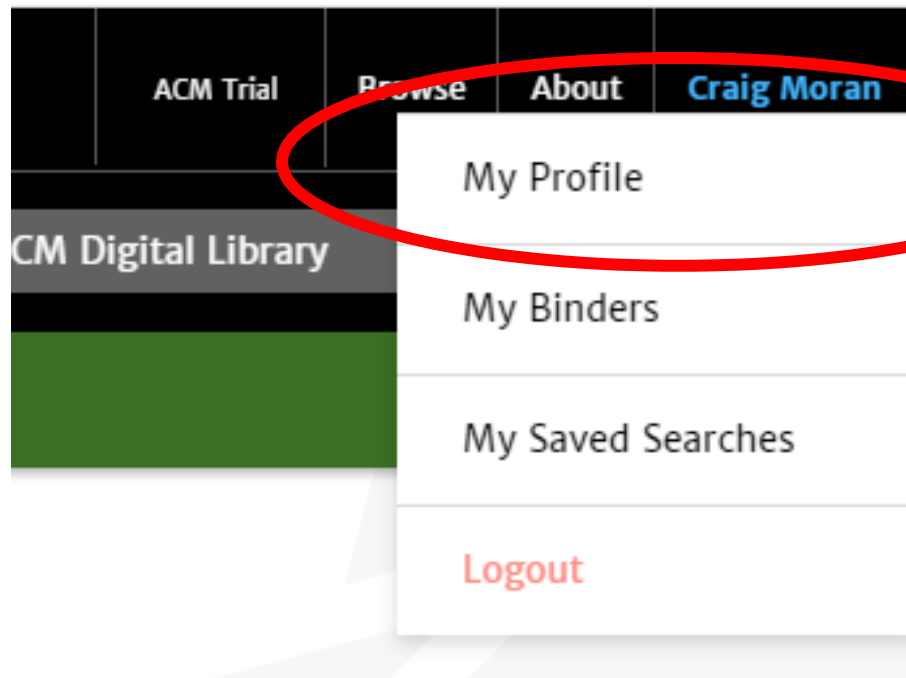 ACM Trial Browse About Craig Moran
My Profile
CM Digital Library
My Binders
My Saved Searches
Logout